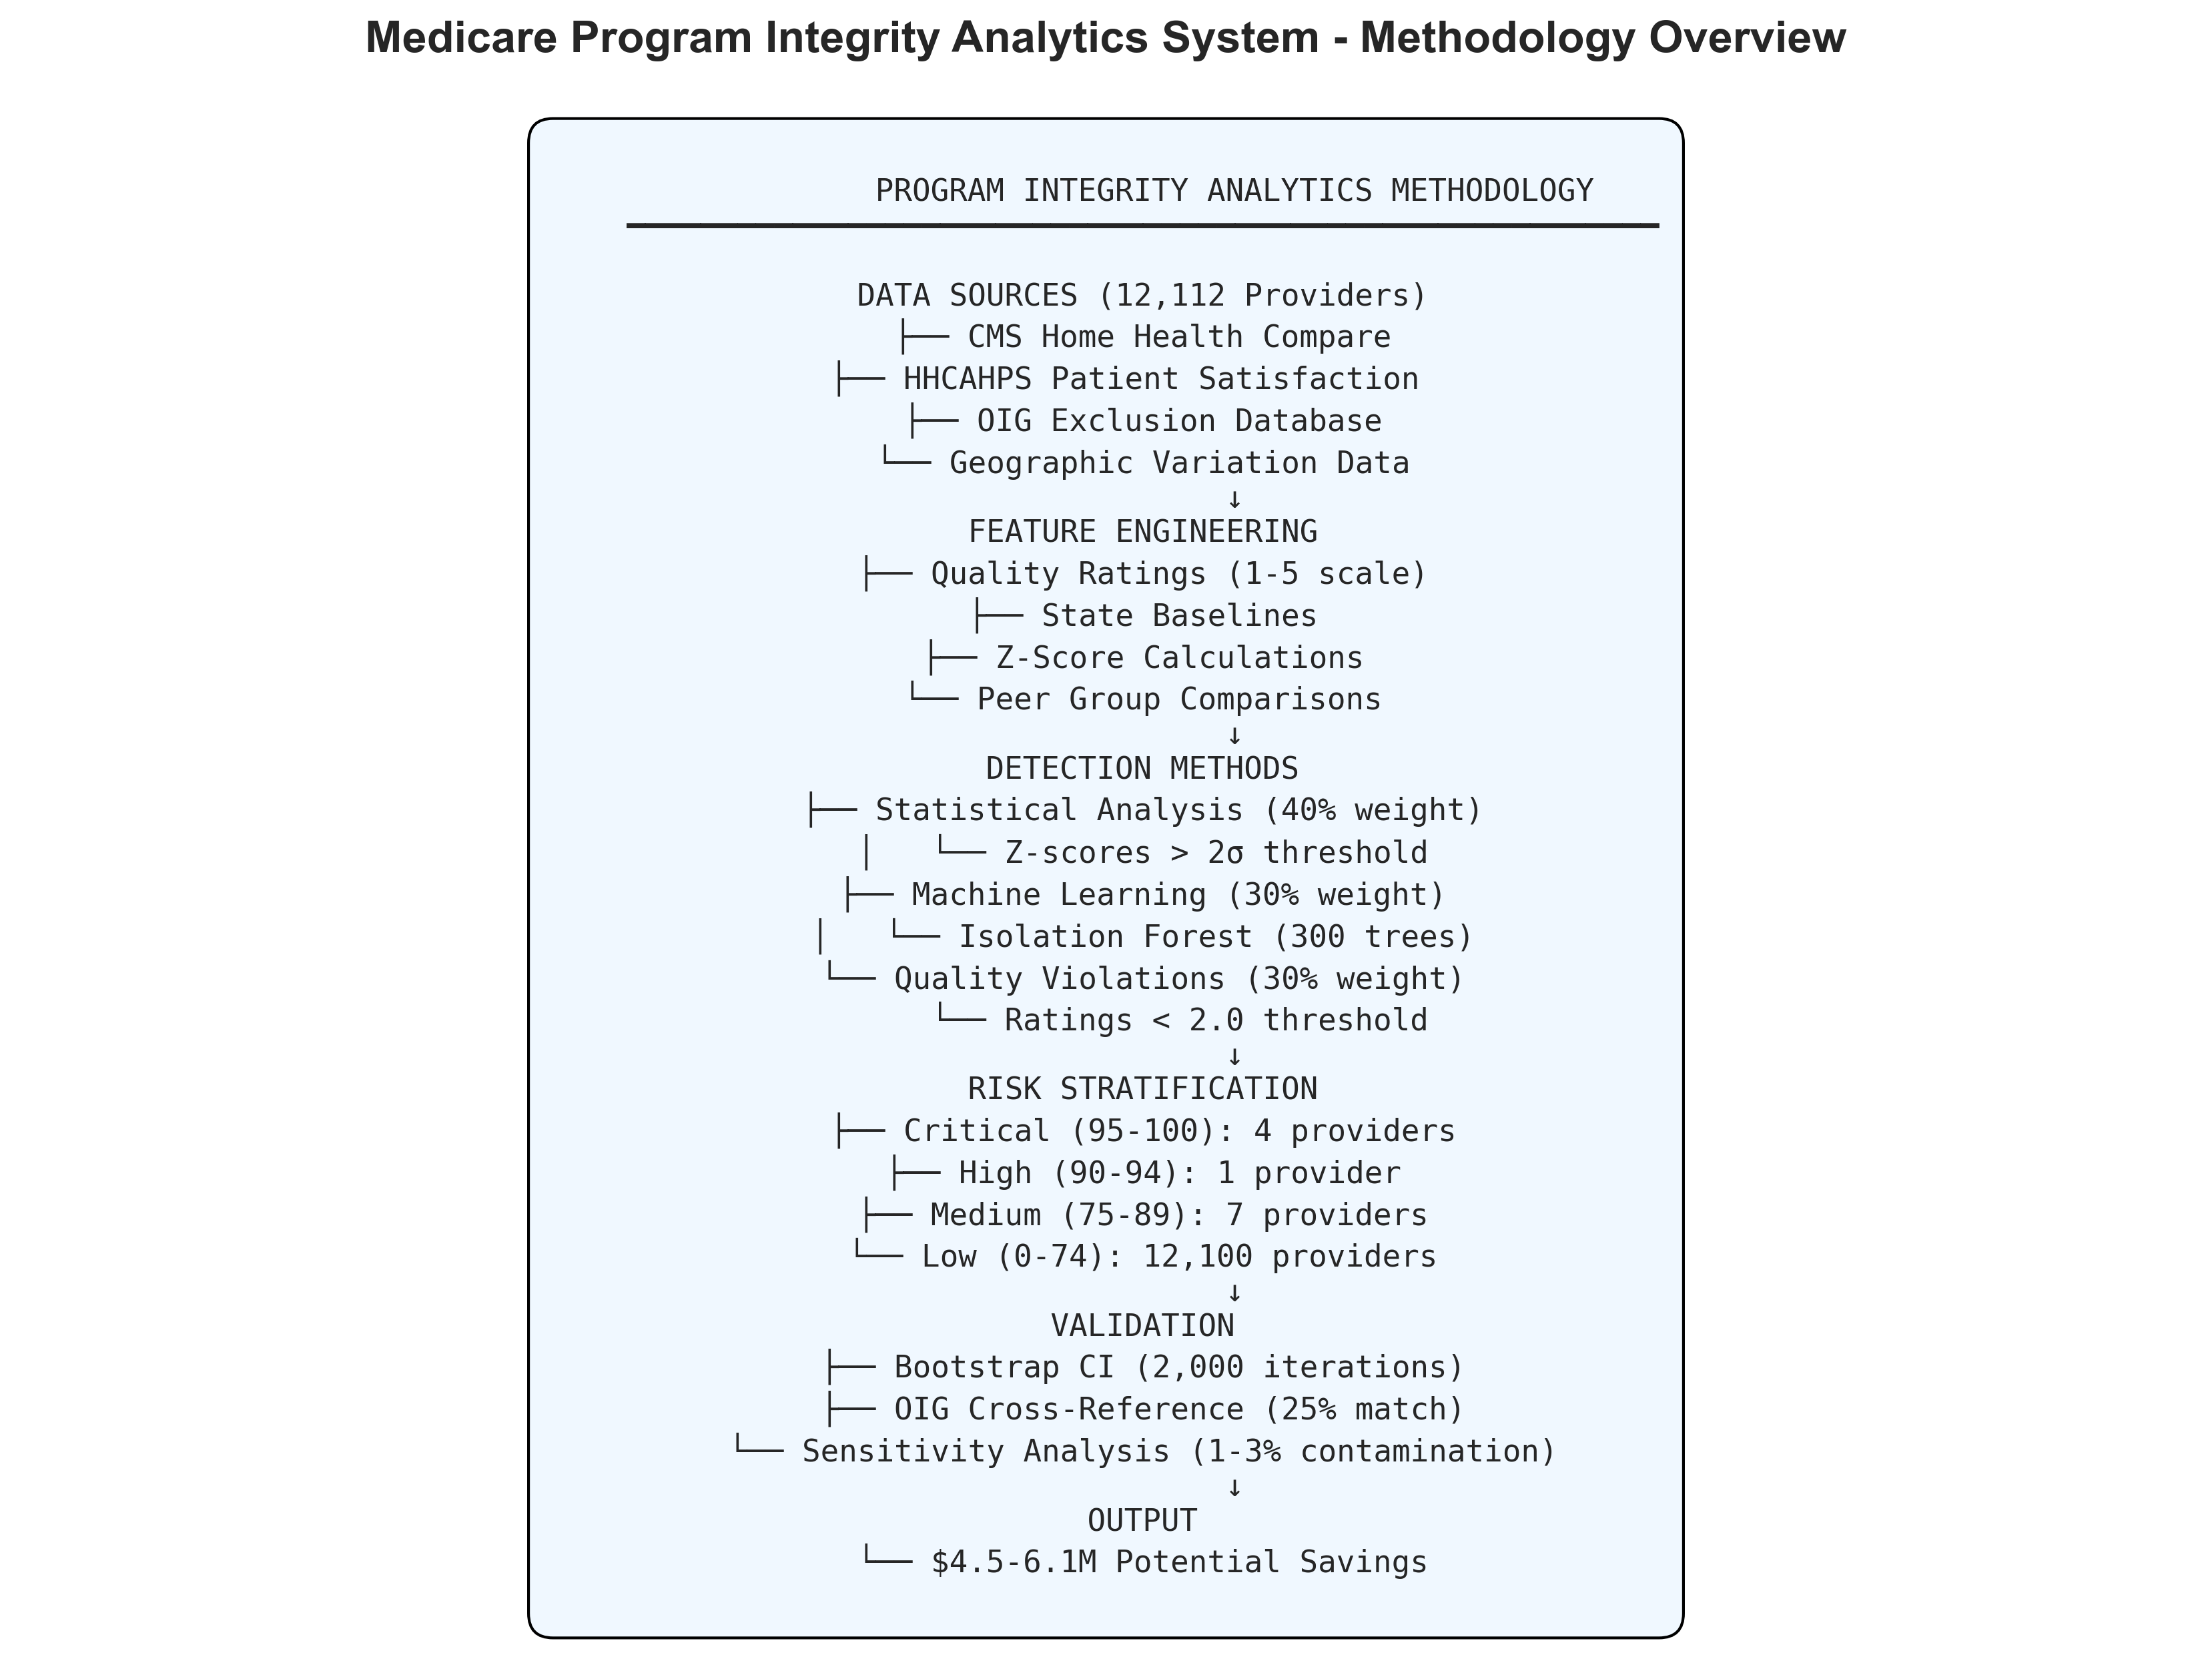 Medicare Program Integrity Analytics System - Methodology Overview
PROGRAM INTEGRITY ANALYTICS METHODOLOGY
━━━━━━━━━━━━━━━━━━━━━━━━━━━━━━━━━━━━━━━━━━━━━━━━━━━━━━━━
DATA SOURCES (12,112 Providers)
├── CMS Home Health Compare
├── HHCAHPS Patient Satisfaction
├── OIG Exclusion Database
└── Geographic Variation Data
↓
FEATURE ENGINEERING
├── Quality Ratings (1-5 scale)
├── State Baselines
├── Z-Score Calculations
└── Peer Group Comparisons
↓
DETECTION METHODS
├── Statistical Analysis (40% weight)
│   └── Z-scores > 2σ threshold
├── Machine Learning (30% weight)
│   └── Isolation Forest (300 trees)
└── Quality Violations (30% weight)
└── Ratings < 2.0 threshold
↓
RISK STRATIFICATION
├── Critical (95-100): 4 providers
├── High (90-94): 1 provider
├── Medium (75-89): 7 providers
└── Low (0-74): 12,100 providers
↓
VALIDATION
├── Bootstrap CI (2,000 iterations)
├── OIG Cross-Reference (25% match)
└── Sensitivity Analysis (1-3% contamination)
↓
OUTPUT
└── $4.5-6.1M Potential Savings